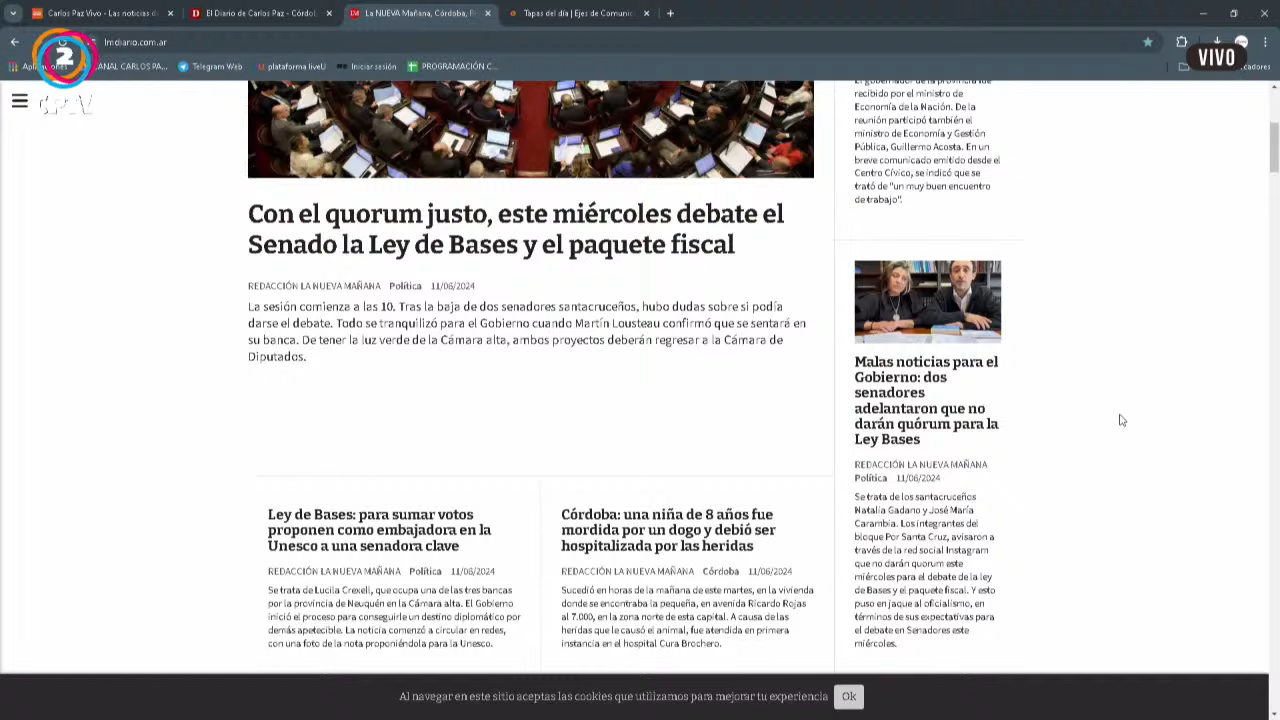 Carlos Paz Vivo - Las noticias d
El Diario de Carlos Paz - Córdob
La NUEVA Mañana, Córdoba, R
Tapas del día | Ejes de Comunic
lmdiario.com.ar
2
VIVO
CANAL CARLOS PA...
Telegram Web
plataforma liveU
Iniciar sesión
PROGRAMACIÓN C...
CPTV
Con el quorum justo, este miércoles debate el
Senado la Ley de Bases y el paquete fiscal
REDACCIÓN LA NUEVA MAÑANA Política 11/06/2024
La sesión comienza a las 10. Tras la baja de dos senadores santacruceños, hubo dudas sobre si podía
darse el debate. Todo se tranquilizó para el Gobierno cuando Martín Lousteau confirmó que se sentará en
su banca. De tener la luz verde de la Cámara alta, ambos proyectos deberán regresar a la Cámara de
Diputados.
Ley de Bases: para sumar votos
proponen como embajadora en la
Unesco a una senadora clave
REDACCIÓN LA NUEVA MAÑANA Política 11/06/2024
Se trata de Lucila Crexell, que ocupa una de las tres bancas
por la provincia de Neuquén en la Cámara alta. El Gobierno
inició el proceso para conseguirle un destino diplomático por
demás apetecible. La noticia comenzó a circular en redes,
con una foto de la nota proponiéndola para la Unesco.
Córdoba: una niña de 8 años fue
mordida por un dogo y debió ser
hospitalizada por las heridas
REDACCIÓN LA NUEVA MAÑANA Córdoba 11/06/2024
Sucedió en horas de la mañana de este martes, en la vivienda
donde se encontraba la pequeña, en avenida Ricardo Rojas
al 7.000, en la zona norte de esta capital. A causa de las
heridas que le causó el animal, fue atendida en primera
instancia en el hospital Cura Brochero.
El gobernador de la provincia fue
recibido por el ministro de
Economía de la Nación. De la
reunión participó también el
ministro de Economía y Gestión
Pública, Guillermo Acosta. En un
breve comunicado emitido desde el
Centro Cívico, se indicó que se
trató de "un muy buen encuentro
de trabajo".
Malas noticias para el
Gobierno: dos
senadores
adelantaron que no
darán quórum para la
Ley Bases
REDACCIÓN LA NUEVA MAÑANA
Política 11/06/2024
Se trata de los santacruceños
Natalia Gadano y José María
Carambia. Los integrantes del
bloque Por Santa Cruz, avisaron a
través de la red social Instagram
que no darán quorum este
miércoles para el debate de la ley
de Bases y el paquete fiscal. Y esto
puso en jaque al oficialismo, en
términos de sus expectativas para
el debate en Senadores este
miércoles.
Al navegar en este sitio aceptas las cookies que utilizamos para mejorar tu experiencia
Ok